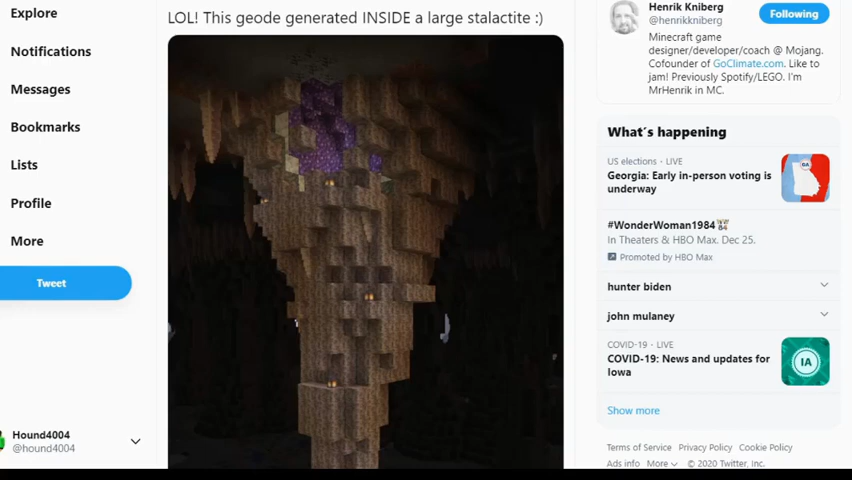 Explore
Notifications
Messages
Bookmarks
Lists
Profile
More
Tweet
Hound4004
@hound4004
LOL! This geode generated INSIDE a large stalactite :)
Henrik Kniberg
@henrikkniberg
Following
Minecraft game
designer/developer/coach @ Mojang.
Cofounder of GoClimate.com. Like to
jam! Previously Spotify/LEGO. I'm
MrHenrik in MC.
What's happening
US elections · LIVE
Georgia: Early in-person voting is
underway
#WonderWoman1984
In Theaters & HBO Max. Dec 25.
Promoted by HBO Max
hunter biden
john mulaney
COVID-19 · LIVE
COVID-19: News and updates for
Iowa
IA
Show more
Terms of Service Privacy Policy Cookie Policy
Ads info More © 2020 Twitter, Inc.